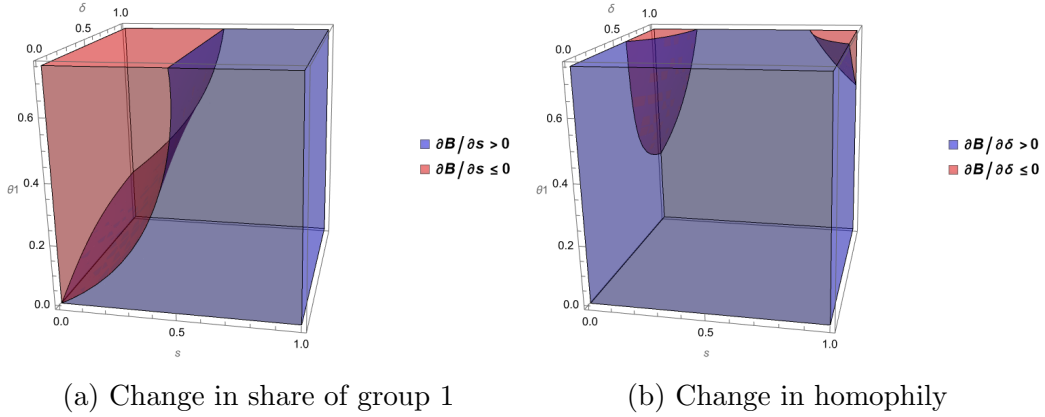 δ
0.0
0.5
1.0
0.6
0.4
θ1
0.2
0.0
0.0
0.5
1.0
s
∂B/∂s > 0
∂B/∂s ≤ 0
(a) Change in share of group 1
δ
0.0
0.5
1.0
0.6
0.4
θ1
0.2
0.0
0.0
0.5
1.0
s
∂B/∂δ > 0
∂B/∂δ ≤ 0
(b) Change in homophily